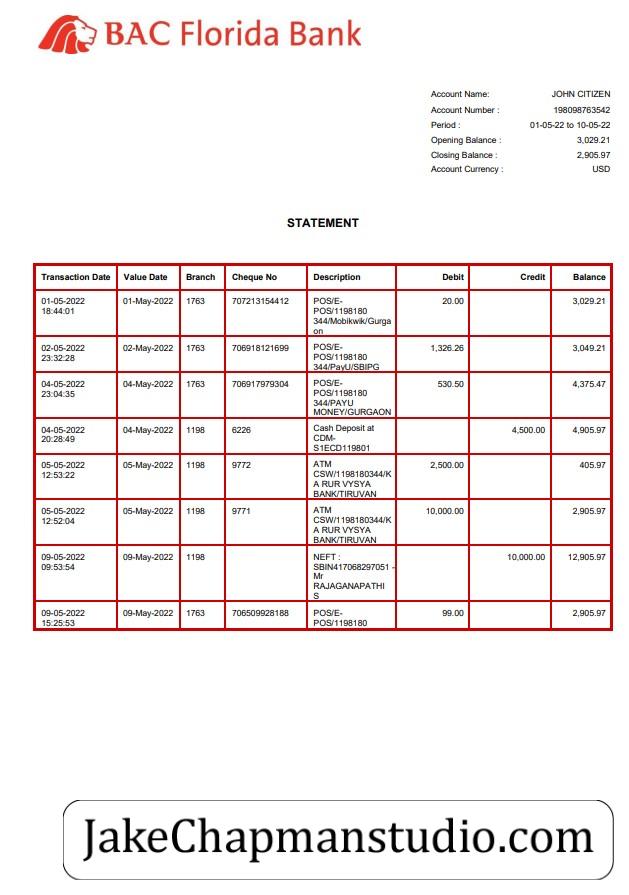 BAC Florida Bank
Account Name: JOHN CITIZEN
Account Number : 198098763542
Period : 01-05-22 to 10-05-22
Opening Balance : 3,029.21
Closing Balance : 2,905.97
Account Currency : USD
STATEMENT
Transaction Date Value Date Branch Cheque No Description Debit Credit Balance
01-05-2022 01-May-2022 1763 707213154412 POS/E- 20.00 3,029.21
18:44:01 POS/1198180
344/Mobikwik/Gurga
on
02-05-2022 02-May-2022 1763 706918121699 POS/E- 1,326.26 3,049.21
23:32:28 POS/1198180
344/PayU/SBIPG
04-05-2022 04-May-2022 1763 706917979304 POS/E- 530.50 4,375.47
23:04:35 POS/1198180
344/PAYU
MONEY/GURGAON
04-05-2022 04-May-2022 1198 6226 Cash Deposit at 4,500.00 4,905.97
20:28:49 CDM-
S1ECD119801
05-05-2022 05-May-2022 1198 9772 ATM 2,500.00 405.97
12:53:22 CSW/1198180344/K
A RUR VYSYA
BANK/TIRUVAN
05-05-2022 05-May-2022 1198 9771 ATM 10,000.00 2,905.97
12:52:04 CSW/1198180344/K
A RUR VYSYA
BANK/TIRUVAN
09-05-2022 09-May-2022 1198 NEFT : 10,000.00 12,905.97
09:53:54 SBIN417068297051 -
Mr
RAJAGANAPATHI
S
09-05-2022 09-May-2022 1763 706509928188 POS/E- 99.00 2,905.97
15:25:53 POS/1198180
JakeChapmanstudio.com